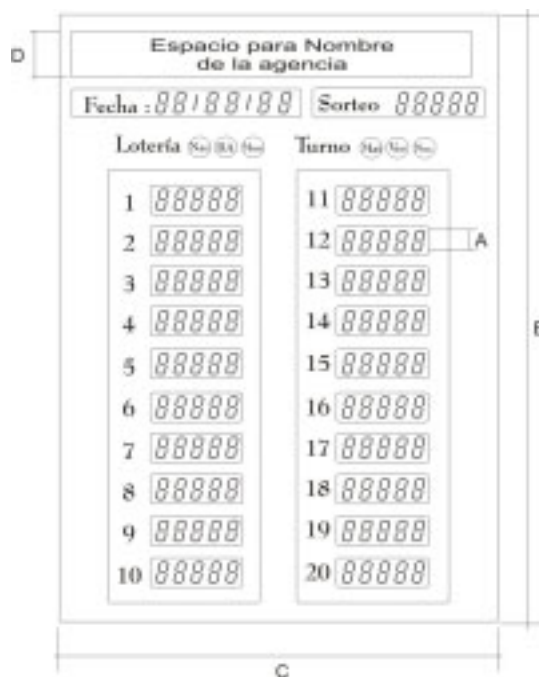 Espacio para Nombre
de la agencia
D
Fecha : 88/88/88 Sorteo 88888
Lotería Turno
1 88888 11 88888
2 88888 12 88888 A
3 88888 13 88888
4 88888 14 88888
5 88888 15 88888
6 88888 16 88888
7 88888 17 88888
8 88888 18 88888
9 88888 19 88888
10 88888 20 88888
C